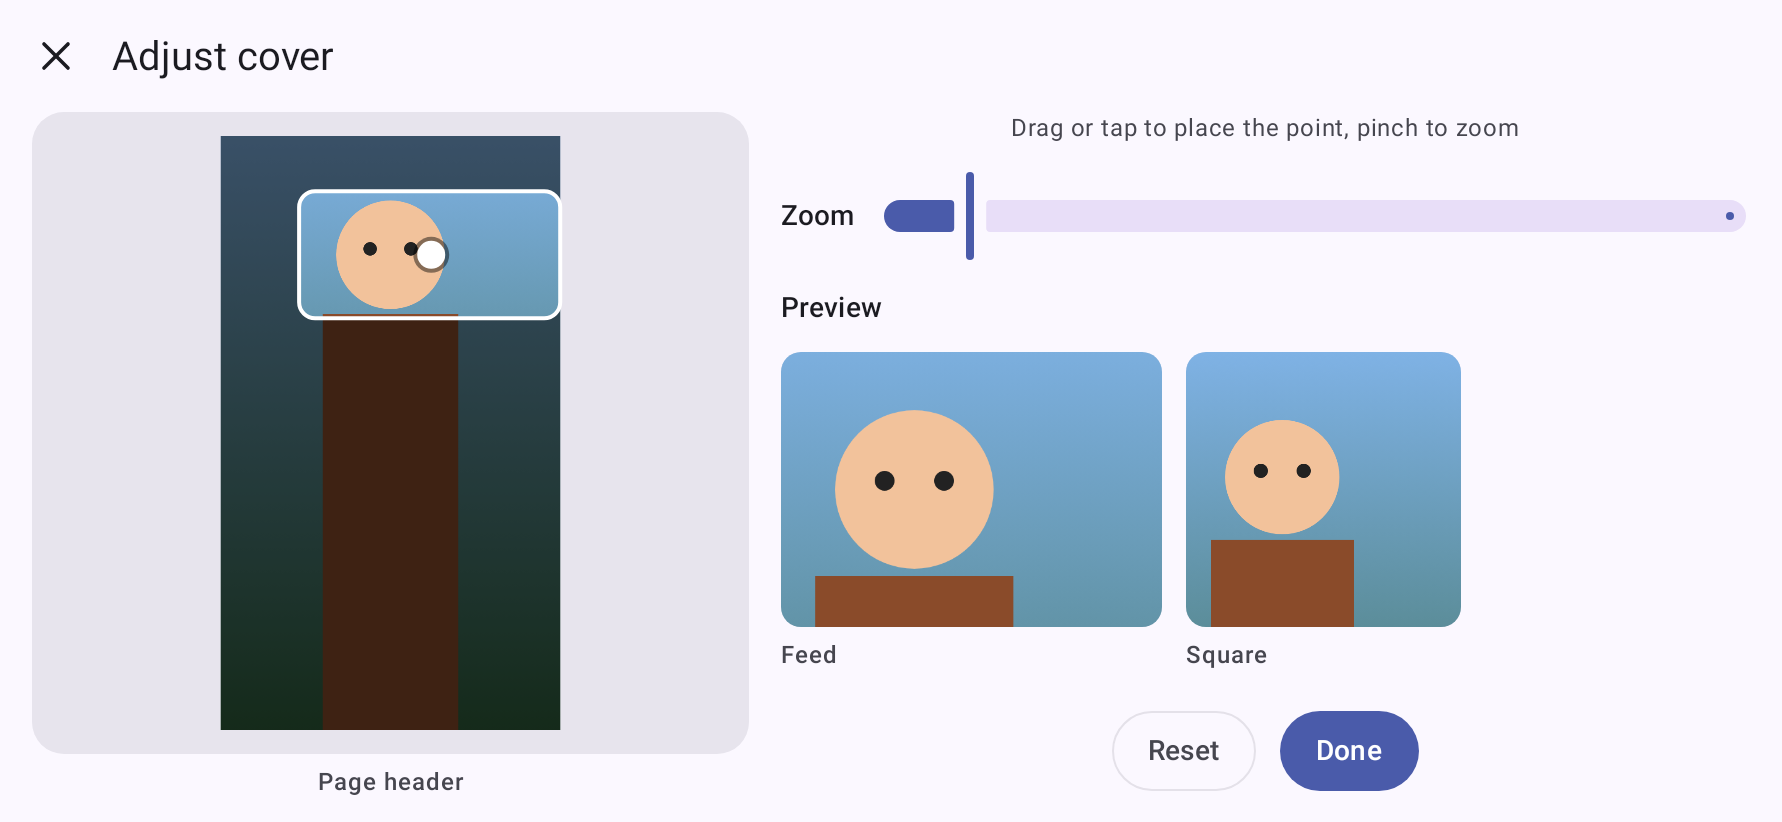 Adjust cover
Drag or tap to place the point, pinch to zoom
Zoom
Preview
Feed
Square
Reset
Done
Page header